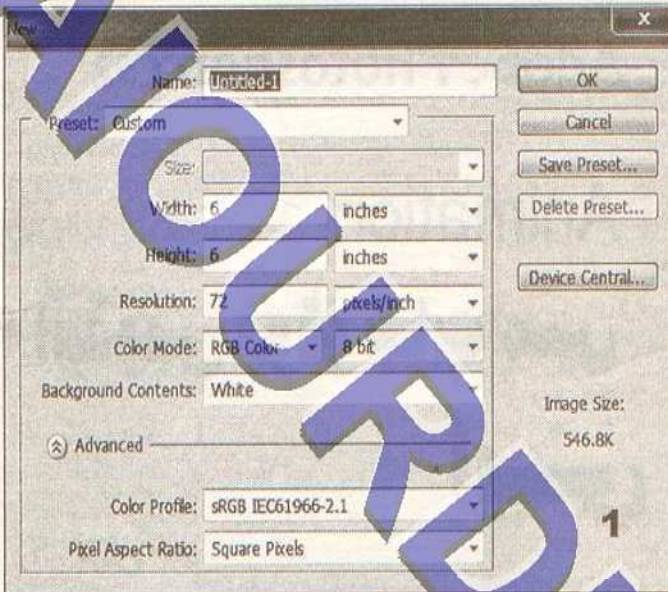 New
X
Name: Untitled-1
OK
Preset: Custom
Cancel
Size:
Save Preset...
Width: 6 inches
Delete Preset...
Height: 6 inches
Device Central...
Resolution: 72 pixels/inch
Color Mode: RGB Color 8 bit
Background Contents: White
Image Size:
546.8K
Advanced
Color Profile: sRGB IEC61966-2.1
Pixel Aspect Ratio: Square Pixels
1